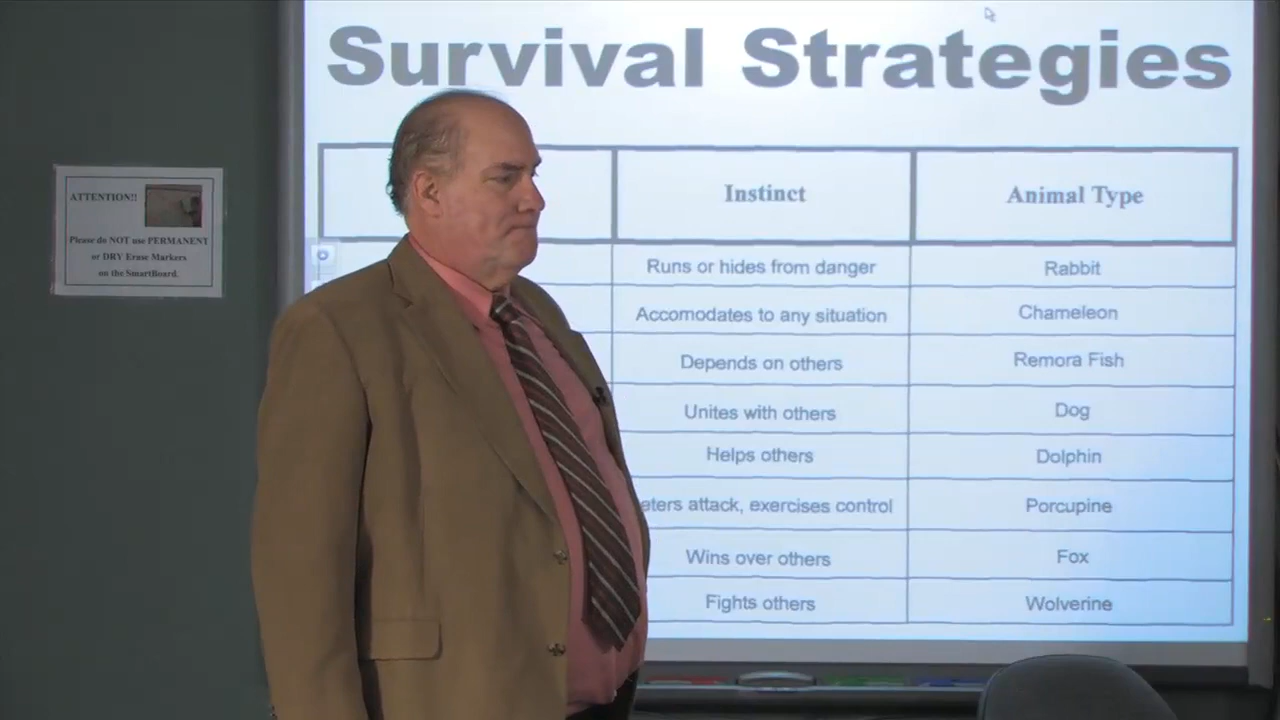 Survival Strategies
Instinct Animal Type
Runs or hides from danger Rabbit
Accomodates to any situation Chameleon
Depends on others Remora Fish
Unites with others Dog
Helps others Dolphin
attack, exercises control Porcupine
Wins over others Fox
Fights others Wolverine
ATTENTION!!
Please do NOT use PERMANENT
or DRY Erase Markers
on the SmartBoard.